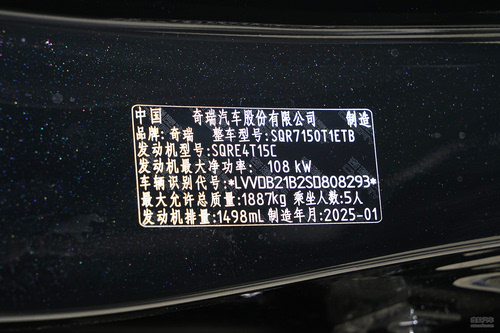 中国 奇瑞汽车股份有限公司 制造
品牌: 奇瑞 整车型号:SQR7150T1ETB
发动机型号:SQRE4T15C
发动机最大净功率: 108 kW
车辆识别代号:*LVVDB21B2SD808293*
最大允许总质量:1887kg 乘坐人数:5人
发动机排量:1498mL 制造年月:2025-01